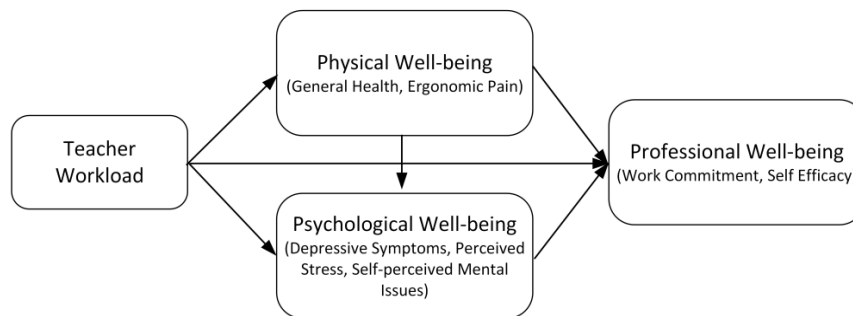 Physical Well-being
(General Health, Ergonomic Pain)
Teacher
Workload
Professional Well-being
(Work Commitment, Self Efficacy
Psychological Well-being
(Depressive Symptoms, Perceived
Stress, Self-perceived Mental
Issues)